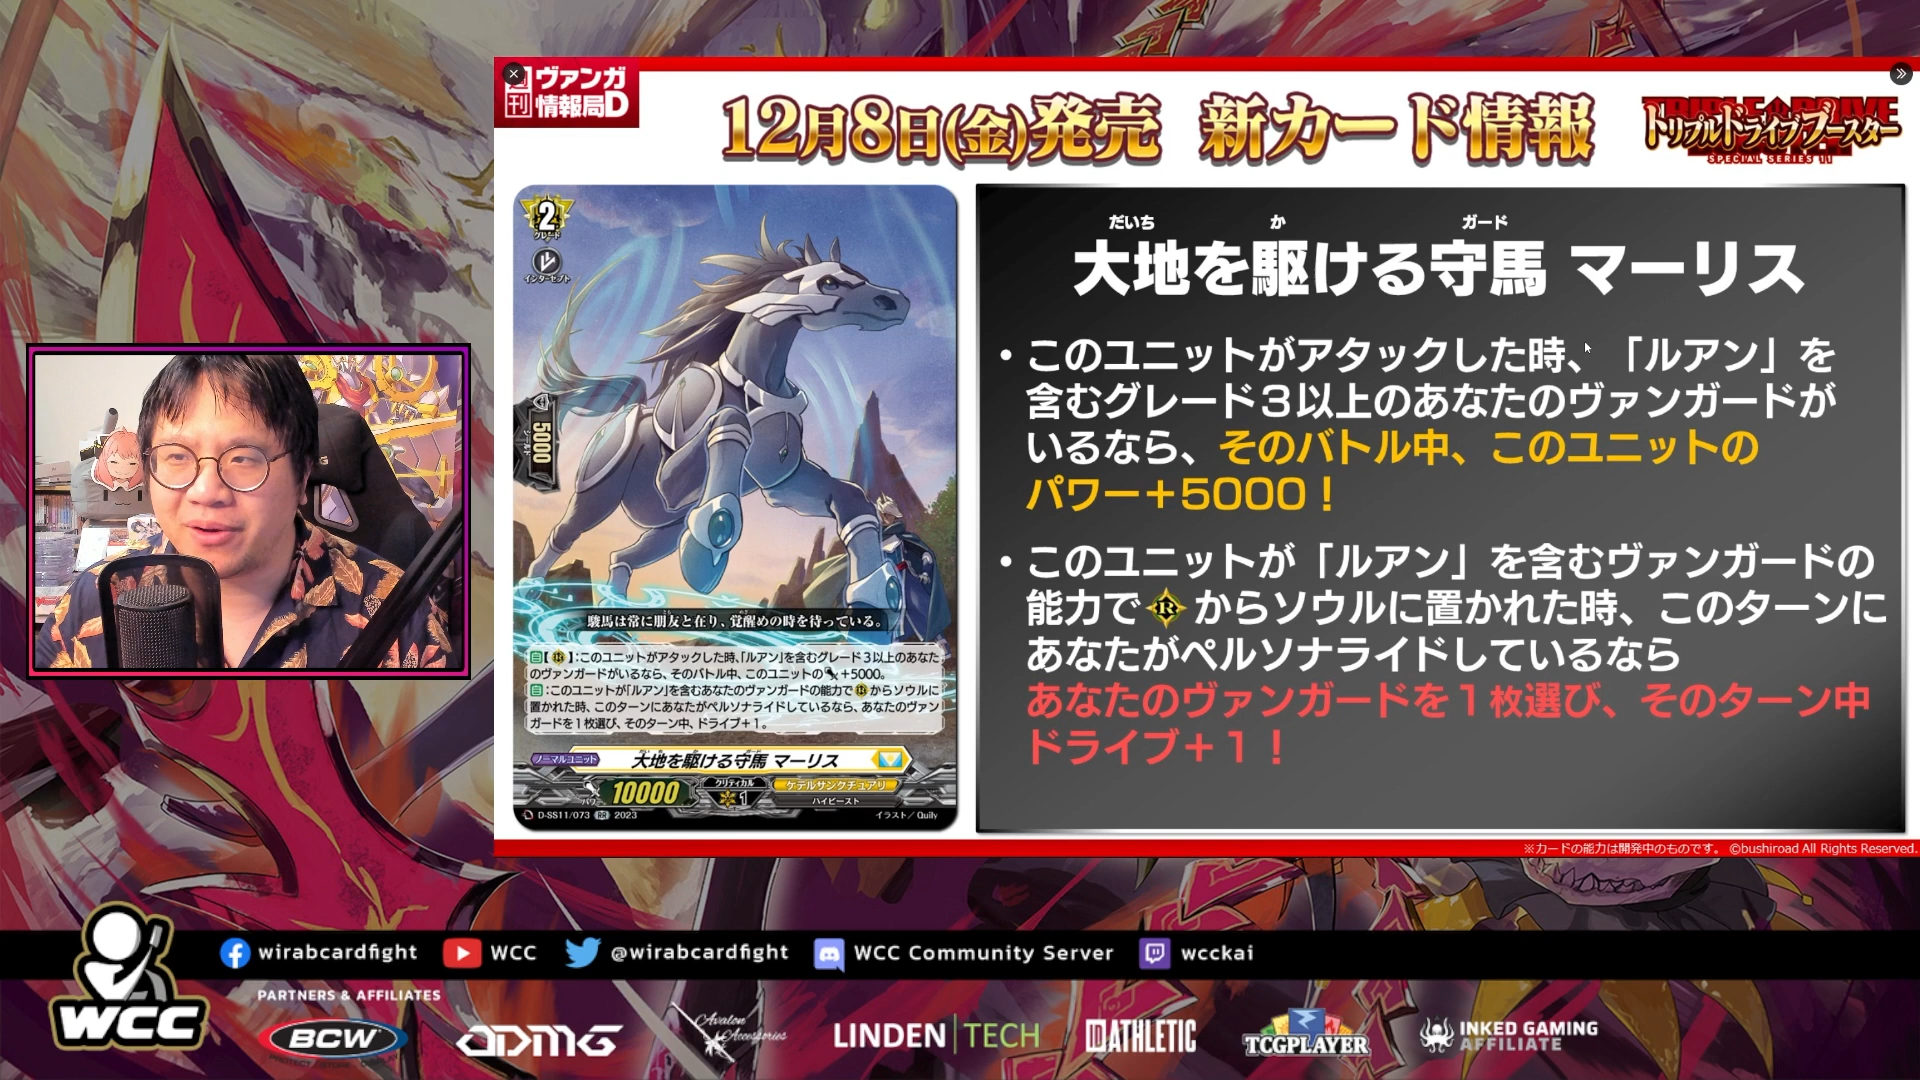 週刊ヴァンガ
情報局D
12月8日(金)発売 新カード情報
TRIPLE DRIVE
トリプルドライブブースター
SPECIAL SERIES 11
2
グレード
インターセプト
5000
シールド
駿馬は常に朋友と在り、覚醒めの時を待っている。
自【R】:このユニットがアタックした時、「ルアン」を含むグレード3以上のあなた
のヴァンガードがいるなら、そのバトル中、このユニットの+5000。
自:このユニットが「ルアン」を含むあなたのヴァンガードの能力でRからソウルに
置かれた時、このターンにあなたがペルソナライドしているなら、あなたのヴァン
ガードを1枚選び、そのターン中、ドライブ+1。
ノーマルユニット
大地を駆ける守馬 マーリス
パワー 10000
クリティカル 1
ケテルサンクチュアリ
ハイビースト
D-SS11/073 RR 2023
イラスト/Quily
だいち か ガード
大地を駆ける守馬 マーリス
・このユニットがアタックした時、「ルアン」を
含むグレード3以上のあなたのヴァンガードが
いるなら、そのバトル中、このユニットの
パワー+5000!
・このユニットが「ルアン」を含むヴァンガードの
能力でRからソウルに置かれた時、このターンに
あなたがペルソナライドしているなら
あなたのヴァンガードを1枚選び、そのターン中
ドライブ+1!
※カードの能力は開発中のものです。 ©bushiroad All Rights Reserved.
WCC
wirabcardfight
WCC
@wirabcardfight
WCC Community Server
wcckai
PARTNERS & AFFILIATES
BCW
ADMG
Avalon
Accessories
LINDEN|TECH
IDATHLETIC
TCGPLAYER
INKED GAMING
AFFILIATE